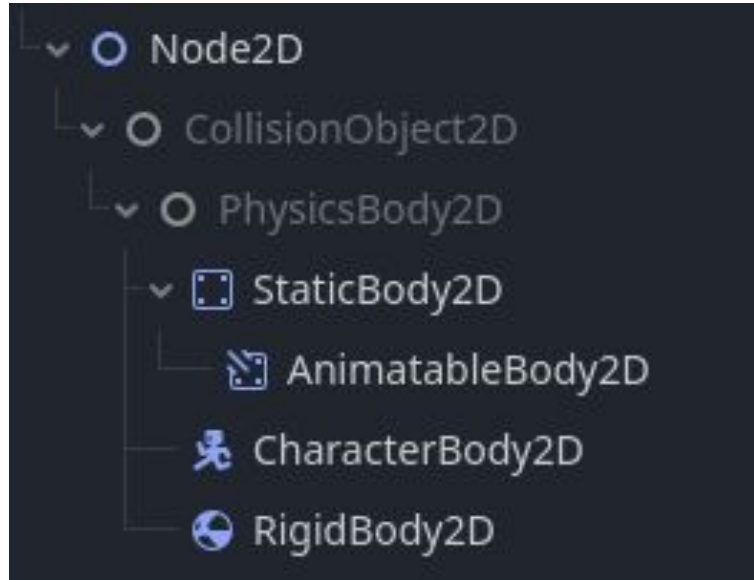 Node2D
CollisionObject2D
PhysicsBody2D
StaticBody2D
AnimatableBody2D
CharacterBody2D
RigidBody2D